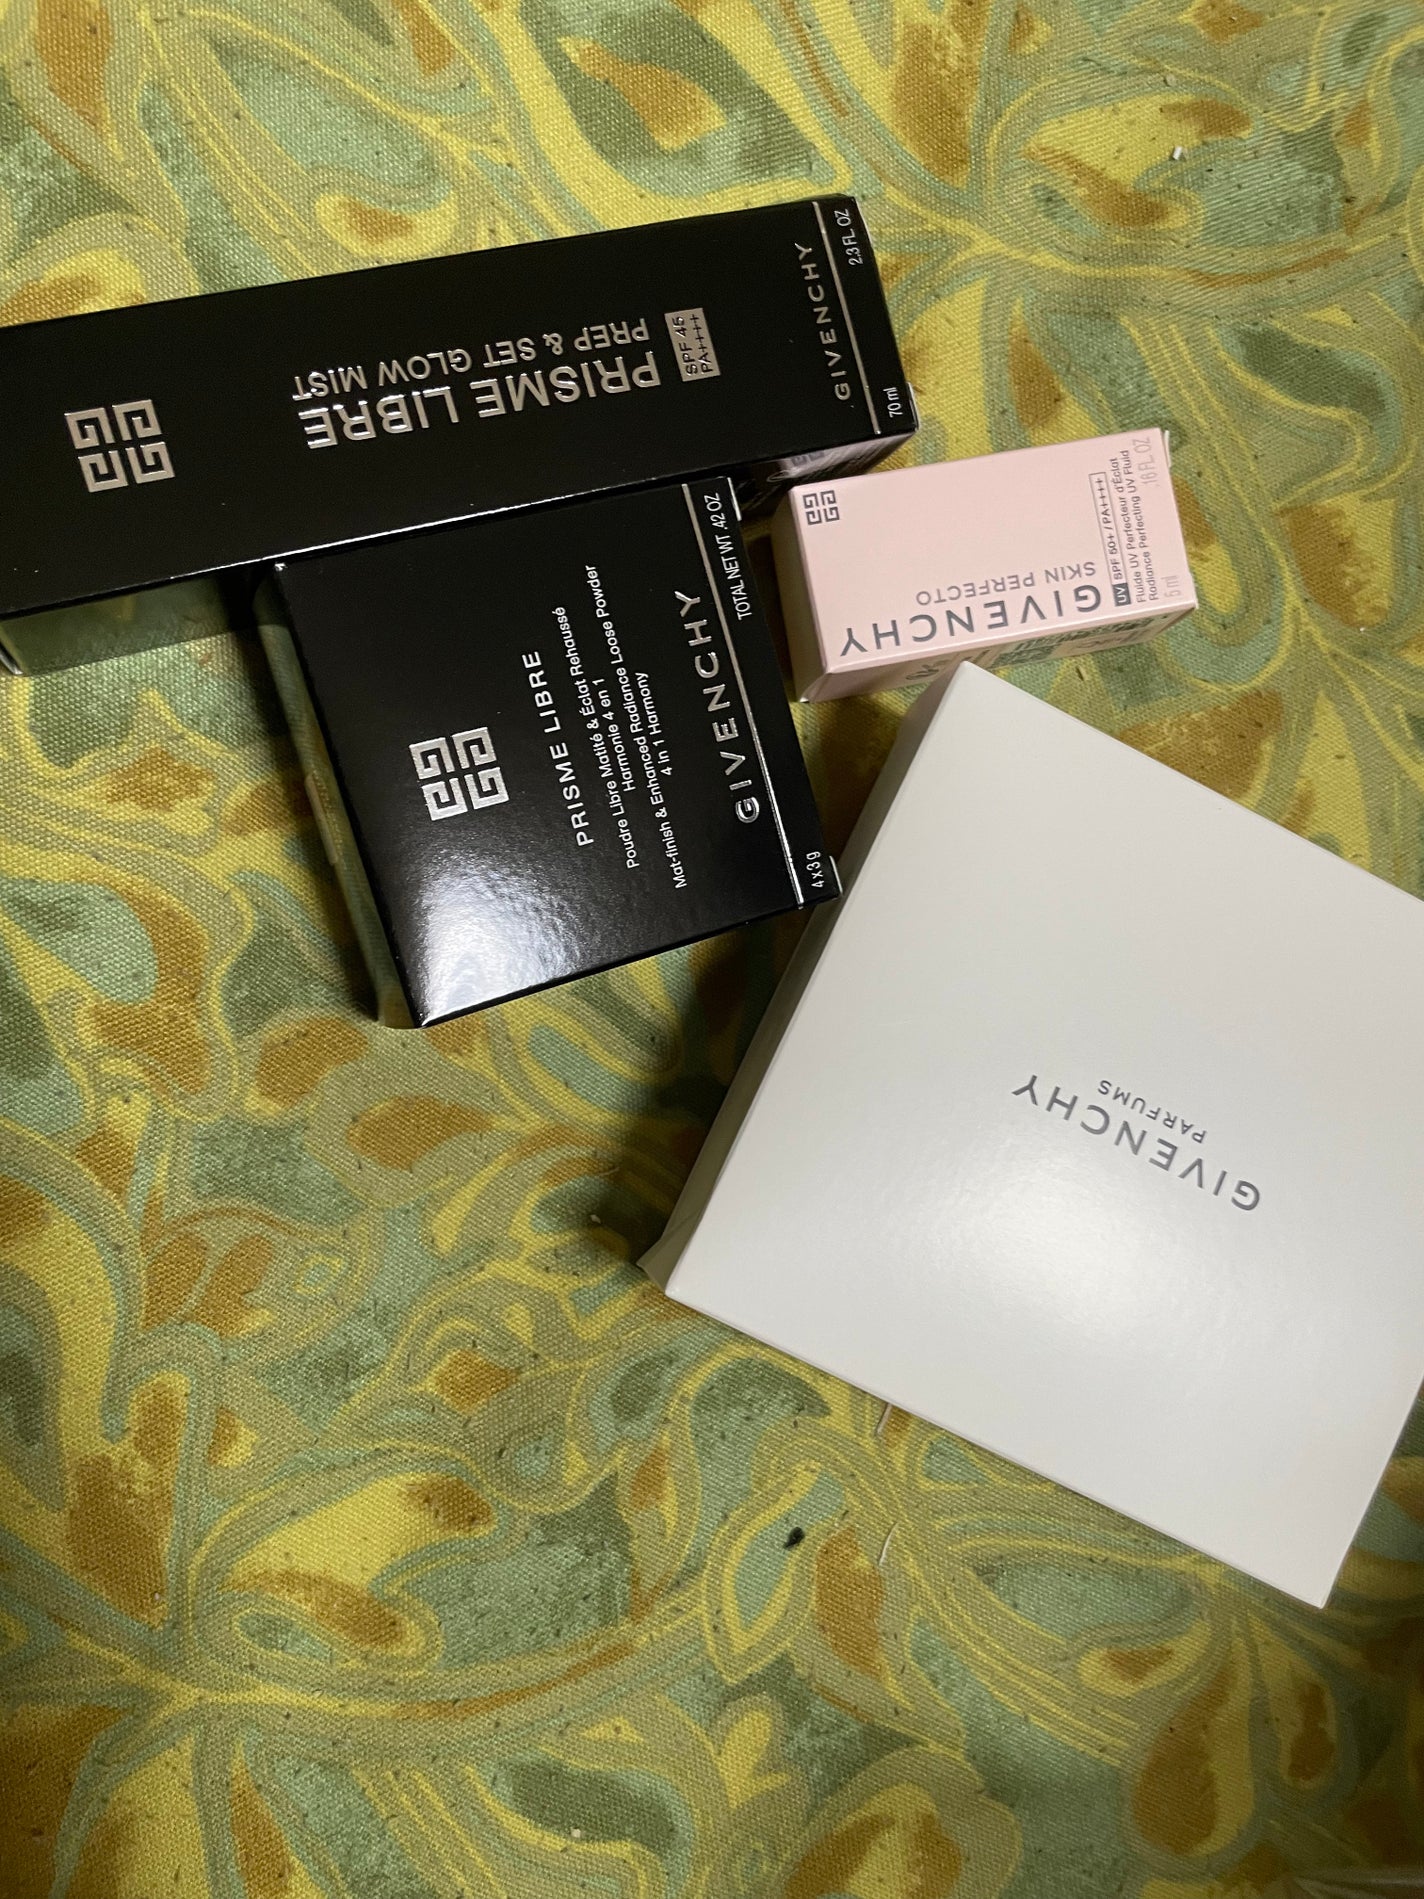 PRISME LIBRE
PREP & SET GLOW MIST
SPF 45
PA++++
GIVENCHY
70 ml
2.3 FL. OZ
PRISME LIBRE
Poudre Libre Matité & Éclat Rehaussé
Harmonie 4 en 1
Mat-finish & Enhanced Radiance Loose Powder
4 in 1 Harmony
GIVENCHY
4 x 3 g
TOTAL NET WT .42 OZ
GIVENCHY
SKIN PERFECTO
UV SPF 50+ / PA++++
Fluide UV Perfecteur d'Éclat
Radiance Perfecting UV Fluid
5 ml
.16 FL. OZ
GIVENCHY
PARFUMS